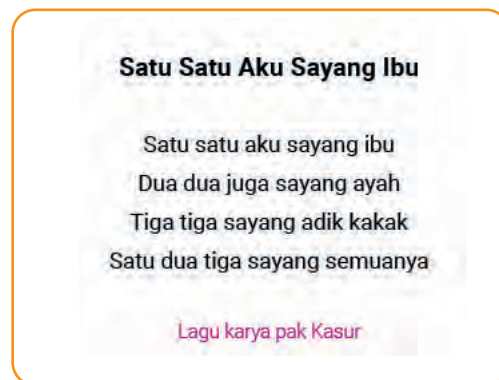 Satu Satu Aku Sayang Ibu
Satu satu aku sayang ibu
Dua dua juga sayang ayah
Tiga tiga sayang adik kakak
Satu dua tiga sayang semuanya
Lagu karya pak Kasur